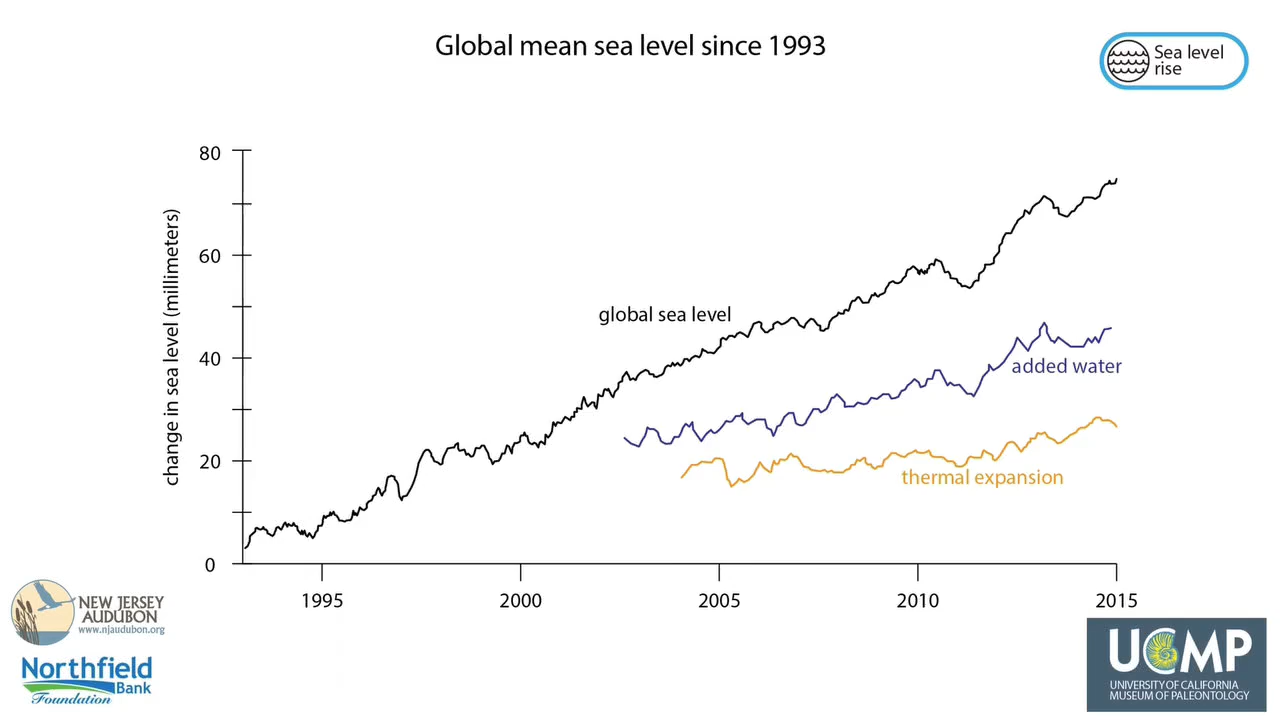 Global mean sea level since 1993
Sea level
rise
80
60
40
20
0
change in sea level (millimeters)
global sea level
added water
thermal expansion
1995
2000
2005
2010
2015
NEW JERSEY
AUDUBON
www.njaudubon.org
Northfield
Bank
Foundation
UCMP
UNIVERSITY OF CALIFORNIA
MUSEUM OF PALEONTOLOGY